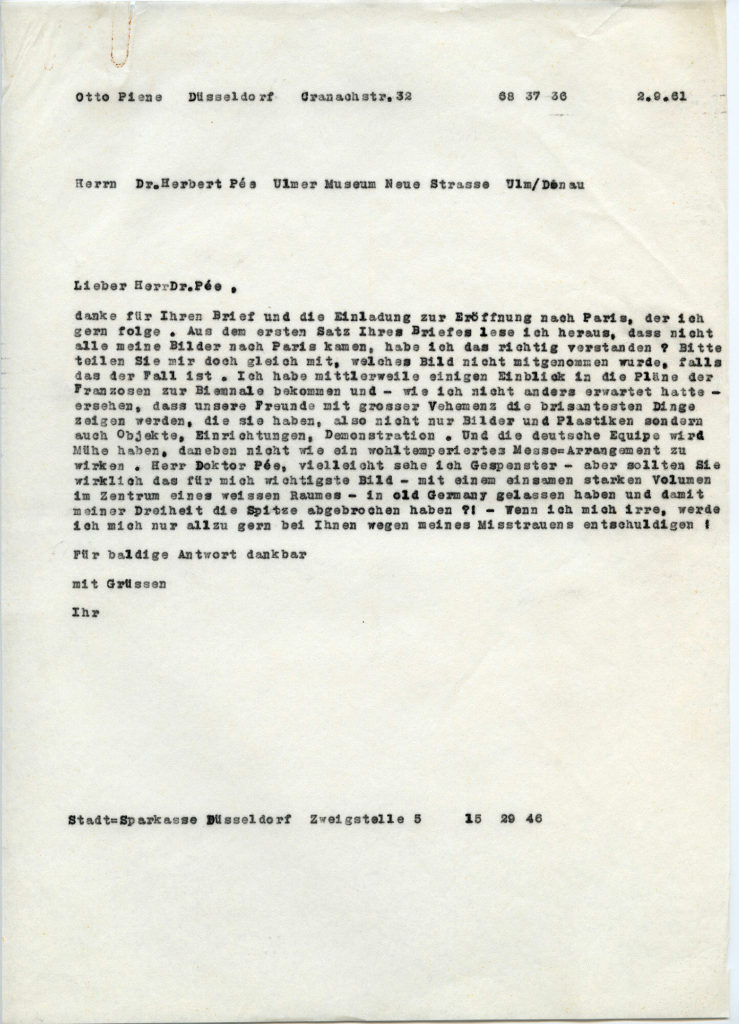 Otto Piene Düsseldorf Cranachstr.32 68 37 36 2.9.61
Herrn Dr.Herbert Pée Ulmer Museum Neue Strasse Ulm/Donau
Lieber HerrDr.Pée ,
danke für Ihren Brief und die Einladung zur Eröffnung nach Paris, der ich
gern folge . Aus dem ersten Satz Ihres Briefes lese ich heraus, dass nicht
alle meine Bilder nach Paris kamen, habe ich das richtig verstanden ? Bitte
teilen Sie mir doch gleich mit, welches Bild nicht mitgenommen wurde, falls
das der Fall ist . Ich habe mittlerweile einigen Einblick in die Pläne der
Franzosen zur Biennale bekommen und - wie ich nicht anders erwartet hatte -
ersehen, dass unsere Freunde mit grosser Vehemenz die brisantesten Dinge
zeigen werden, die sie haben, also nicht nur Bilder und Plastiken sondern
auch Objekte, Einrichtungen, Demonstration . Und die deutsche Equipe wird
Mühe haben, daneben nicht wie ein wohltemperiertes Messe-Arrangement zu
wirken . Herr Doktor Pée, vielleicht sehe ich Gespenster - aber sollten Sie
wirklich das für mich wichtigste Bild - mit einem einsamen starken Volumen
im Zentrum eines weissen Raumes - in old Germany gelassen haben und damit
meiner Dreiheit die Spitze abgebrochen haben ?! - Wenn ich mich irre, werde
ich mich nur allzu gern bei Ihnen wegen meines Misstrauens entschuldigen !
Für baldige Antwort dankbar
mit Grüssen
Ihr
Stadt=Sparkasse Düsseldorf Zweigstelle 5 15 29 46